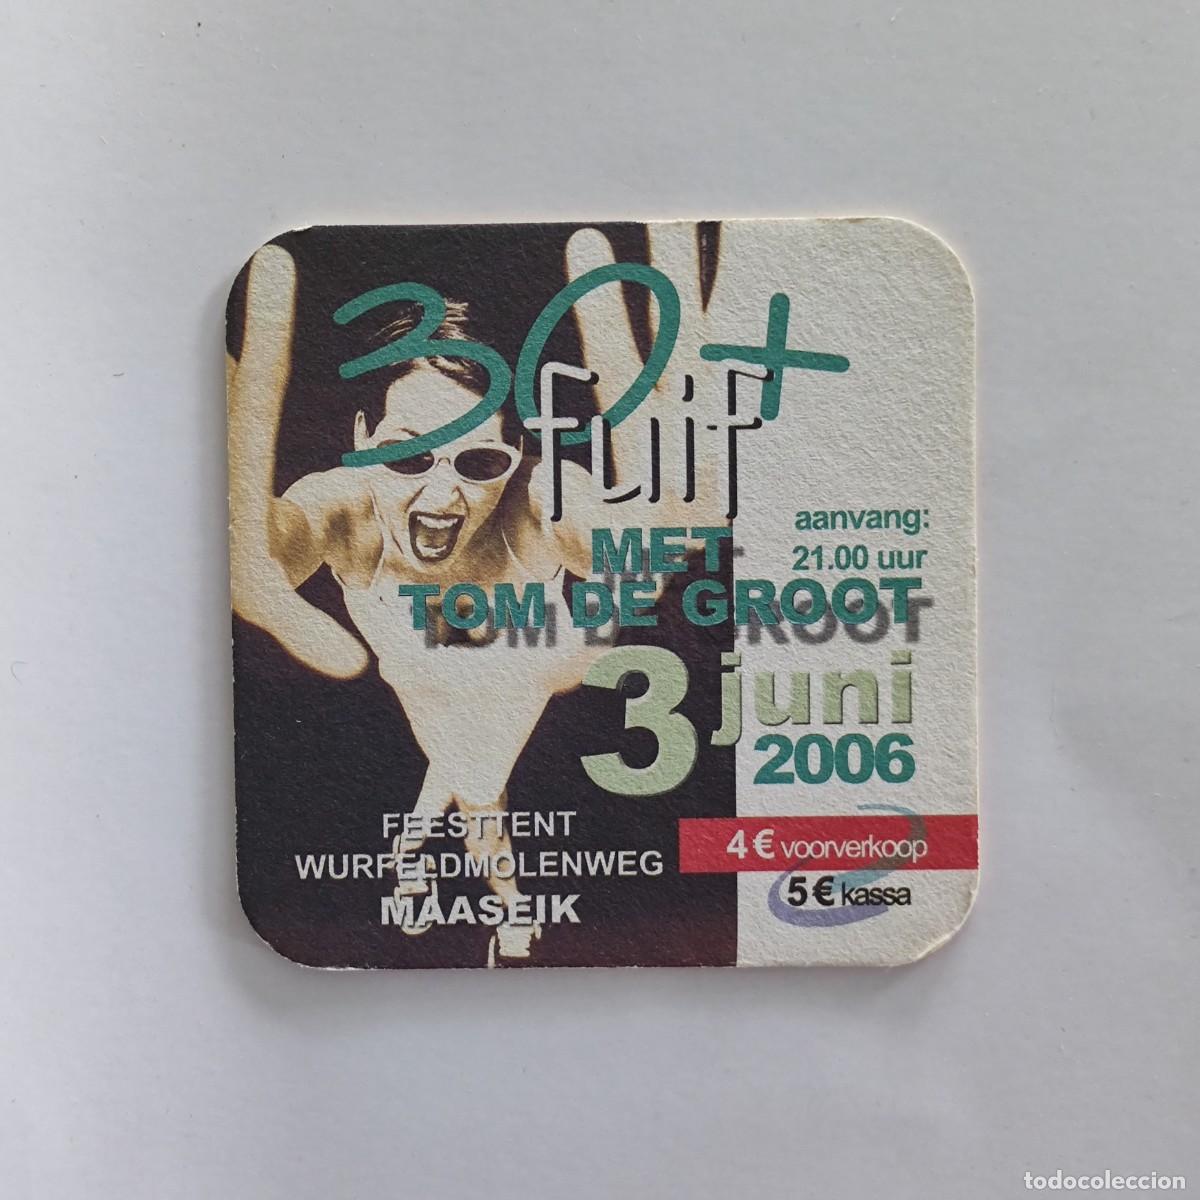 30+
fuif
MET
TOM DE GROOT
aanvang:
21.00 uur
3 juni
2006
FEESTTENT
WURFELDMOLENWEG
MAASEIK
4€ voorverkoop
5€ kassa
todocoleccion